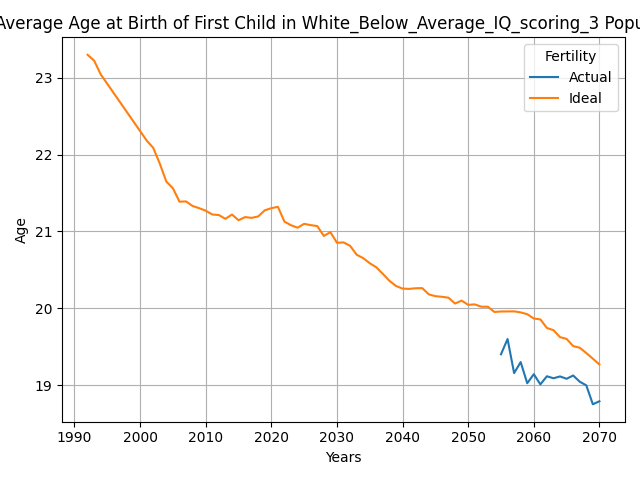 Average Age at Birth of First Child in White_Below_Average_IQ_scoring_3 Popu
Fertility
Actual
Ideal
23
22
21
20
19
Age
1990 2000 2010 2020 2030 2040 2050 2060 2070
Years